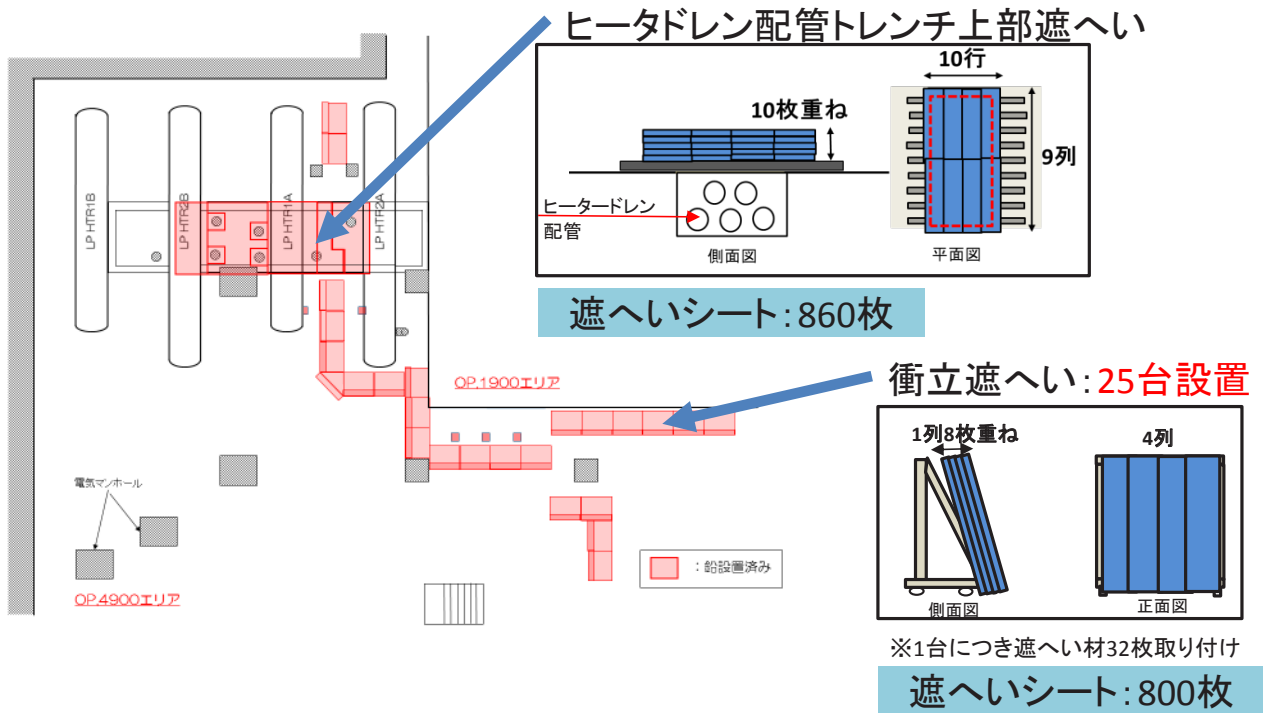 ヒータドレン配管トレンチ上部遮へい
10行
10枚重ね
9列
ヒータードレン
配管
側面図
平面図
遮へいシート:860枚
LP HTR1B
LP HTR2B
LP HTR1A
LP HTR2A
OP.1900エリア
衝立遮へい:25台設置
1列8枚重ね
4列
側面図
正面図
※1台につき遮へい材32枚取り付け
遮へいシート:800枚
電気マンホール
OP.4900エリア
:鉛設置済み